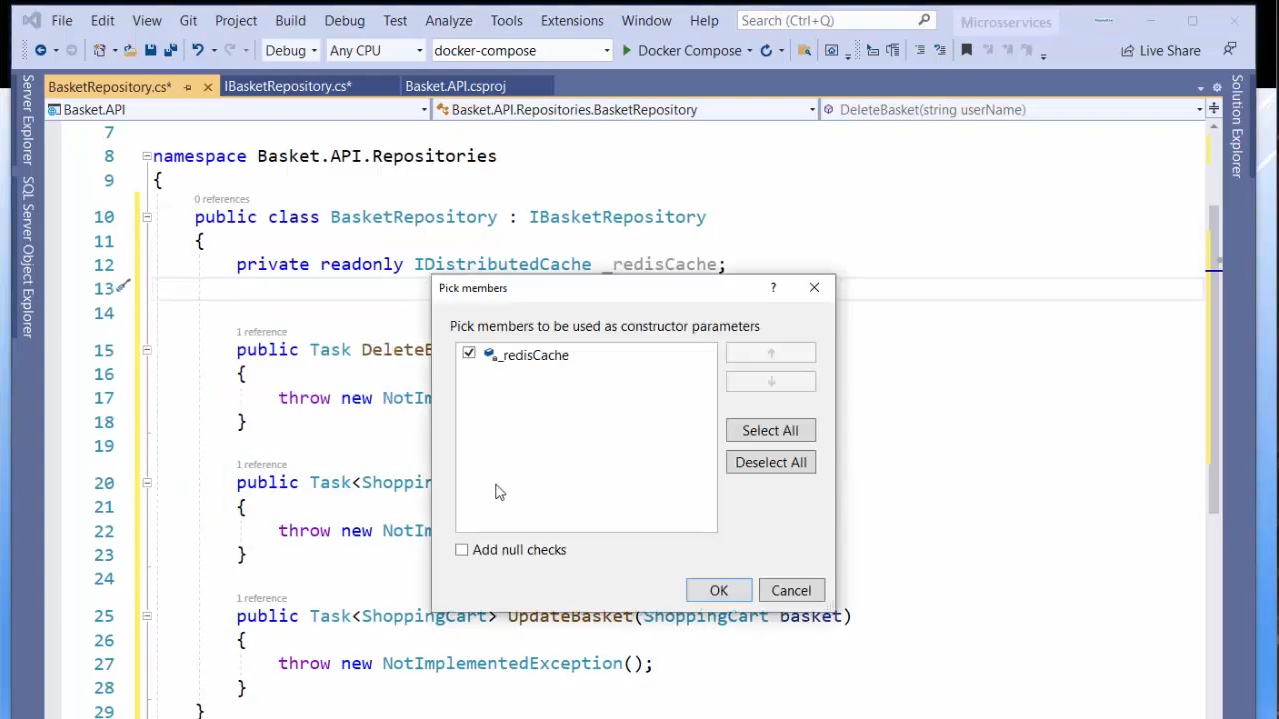 File Edit View Git Project Build Debug Test Analyze Tools Extensions Window Help Search (Ctrl+Q) Microsservices
Debug Any CPU docker-compose Docker Compose Live Share
BasketRepository.cs* IBasketRepository.cs* Basket.API.csproj
Basket.API Basket.API.Repositories.BasketRepository DeleteBasket(string userName)
Server Explorer
SQL Server Object Explorer
Solution Explorer
7
8 namespace Basket.API.Repositories
9 {
0 references
10 public class BasketRepository : IBasketRepository
11 {
12 private readonly IDistributedCache _redisCache;
13
14
1 reference
15 public Task DeleteB
16 {
17 throw new NotIm
18 }
19
1 reference
20 public Task<Shoppin
21 {
22 throw new NotIm
23 }
24
1 reference
25 public Task<ShoppingCart> UpdateBasket(ShoppingCart basket)
26 {
27 throw new NotImplementedException();
28 }
29 }
Pick members ?
Pick members to be used as constructor parameters
_redisCache
Select All
Deselect All
Add null checks
OK Cancel